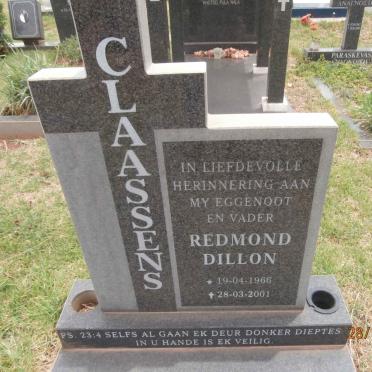 CLAASSENS
IN LIEFDEVOLLE
HERINNERING AAN
MY EGGENOOT
EN VADER
REDMOND
DILLON
* 19-04-1966
✝ 28-03-2001
PS. 23:4 SELFS AL GAAN EK DEUR DONKER DIEPTES
IN U HANDE IS EK VEILIG.